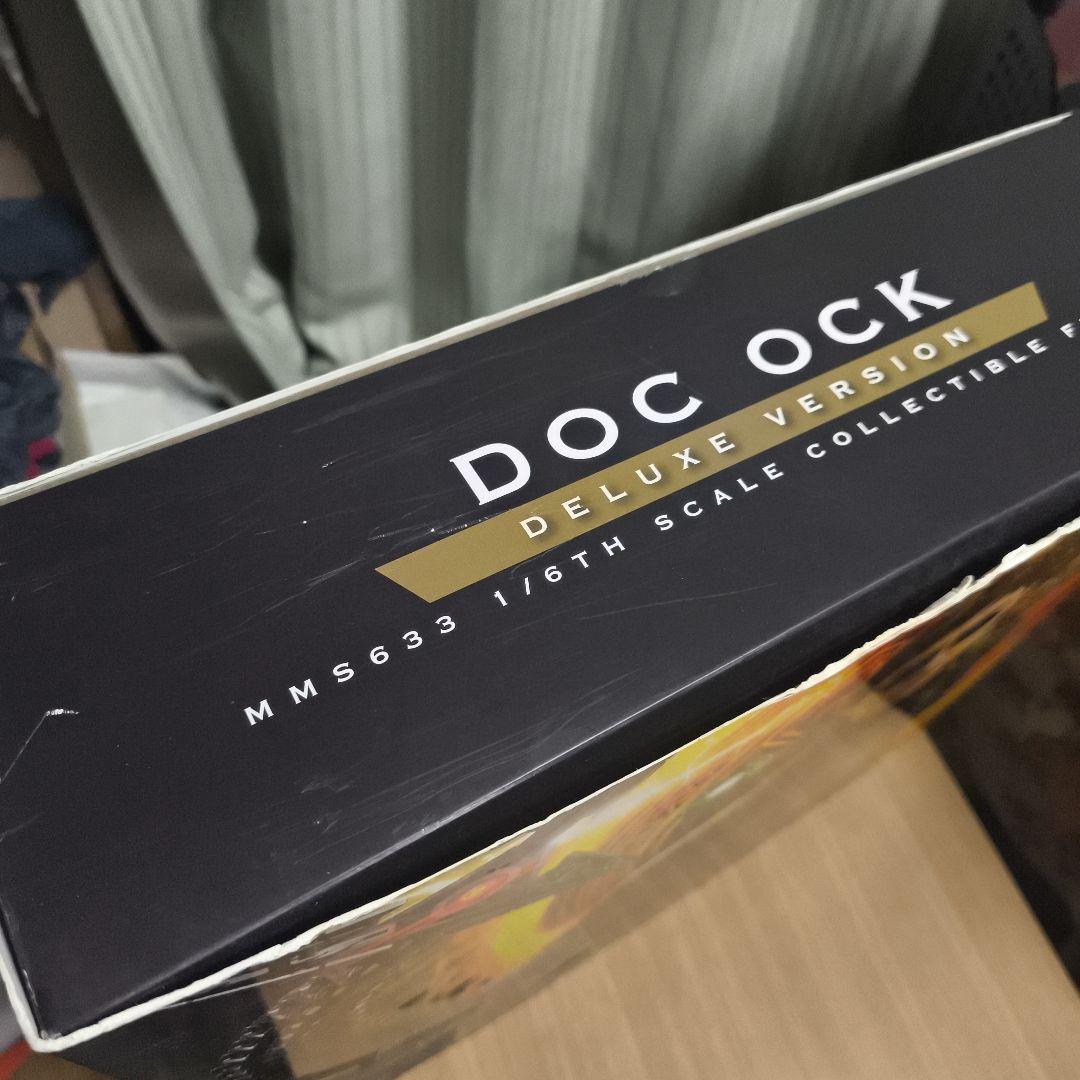 DOC OCK
DELUXE VERSION
MMS633 1/6TH SCALE COLLECTIBLE